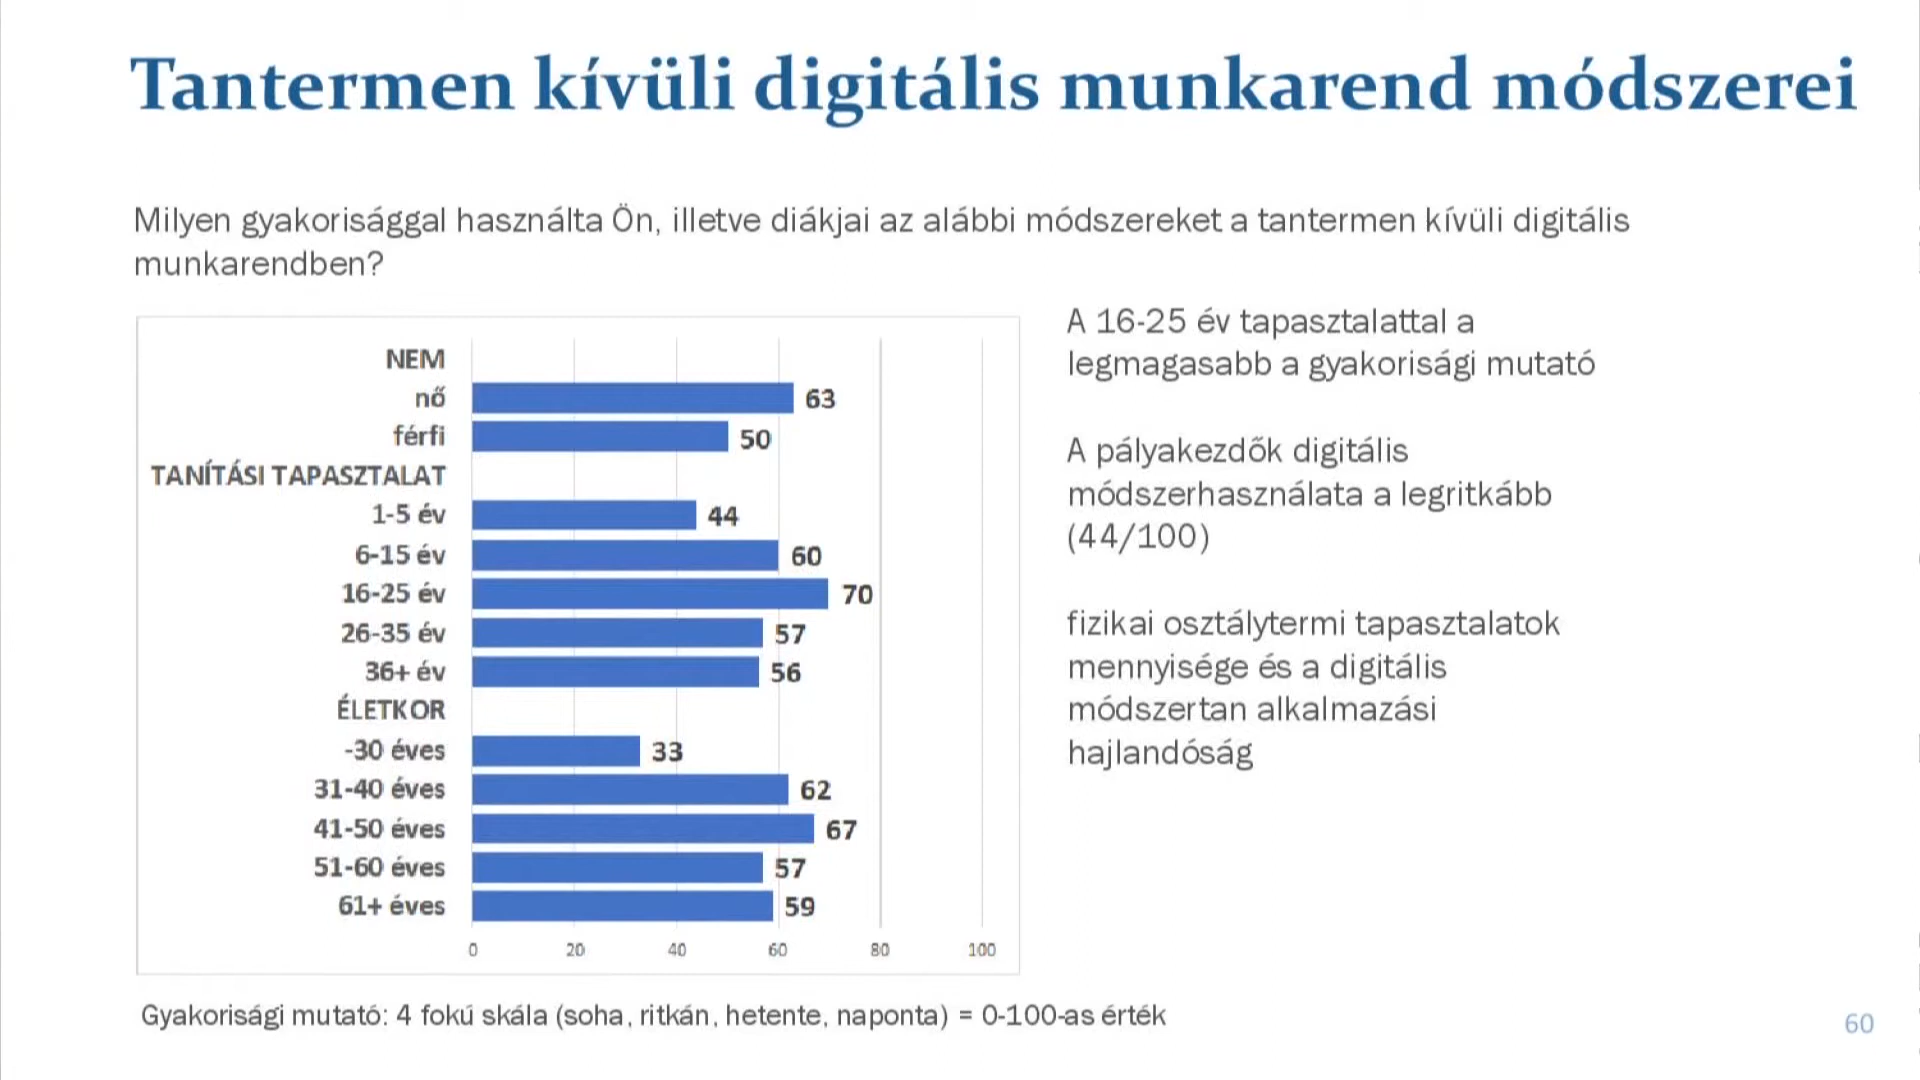 Tantermen kívüli digitális munkarend módszerei
Milyen gyakorisággal használta Ön, illetve diákjai az alábbi módszereket a tantermen kívüli digitális
munkarendben?
NEM
nő 63
férfi 50
TANÍTÁSI TAPASZTALAT
1-5 év 44
6-15 év 60
16-25 év 70
26-35 év 57
36+ év 56
ÉLETKOR
-30 éves 33
31-40 éves 62
41-50 éves 67
51-60 éves 57
61+ éves 59
0 20 40 60 80 100
A 16-25 év tapasztalattal a
legmagasabb a gyakorisági mutató
A pályakezdők digitális
módszerhasználata a legritkább
(44/100)
fizikai osztálytermi tapasztalatok
mennyisége és a digitális
módszertan alkalmazási
hajlandóság
Gyakorisági mutató: 4 fokú skála (soha, ritkán, hetente, naponta) = 0-100-as érték
60